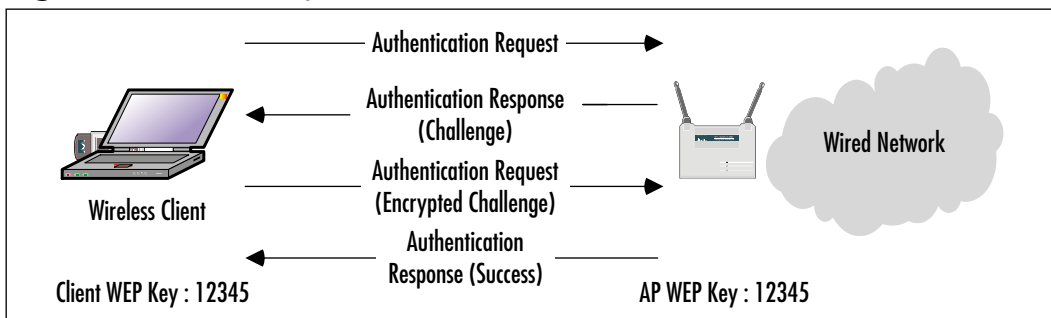 Authentication Request
Authentication Response
(Challenge)
Wired Network
Authentication Request
(Encrypted Challenge)
Wireless Client
Authentication
Response (Success)
Client WEP Key : 12345
AP WEP Key : 12345